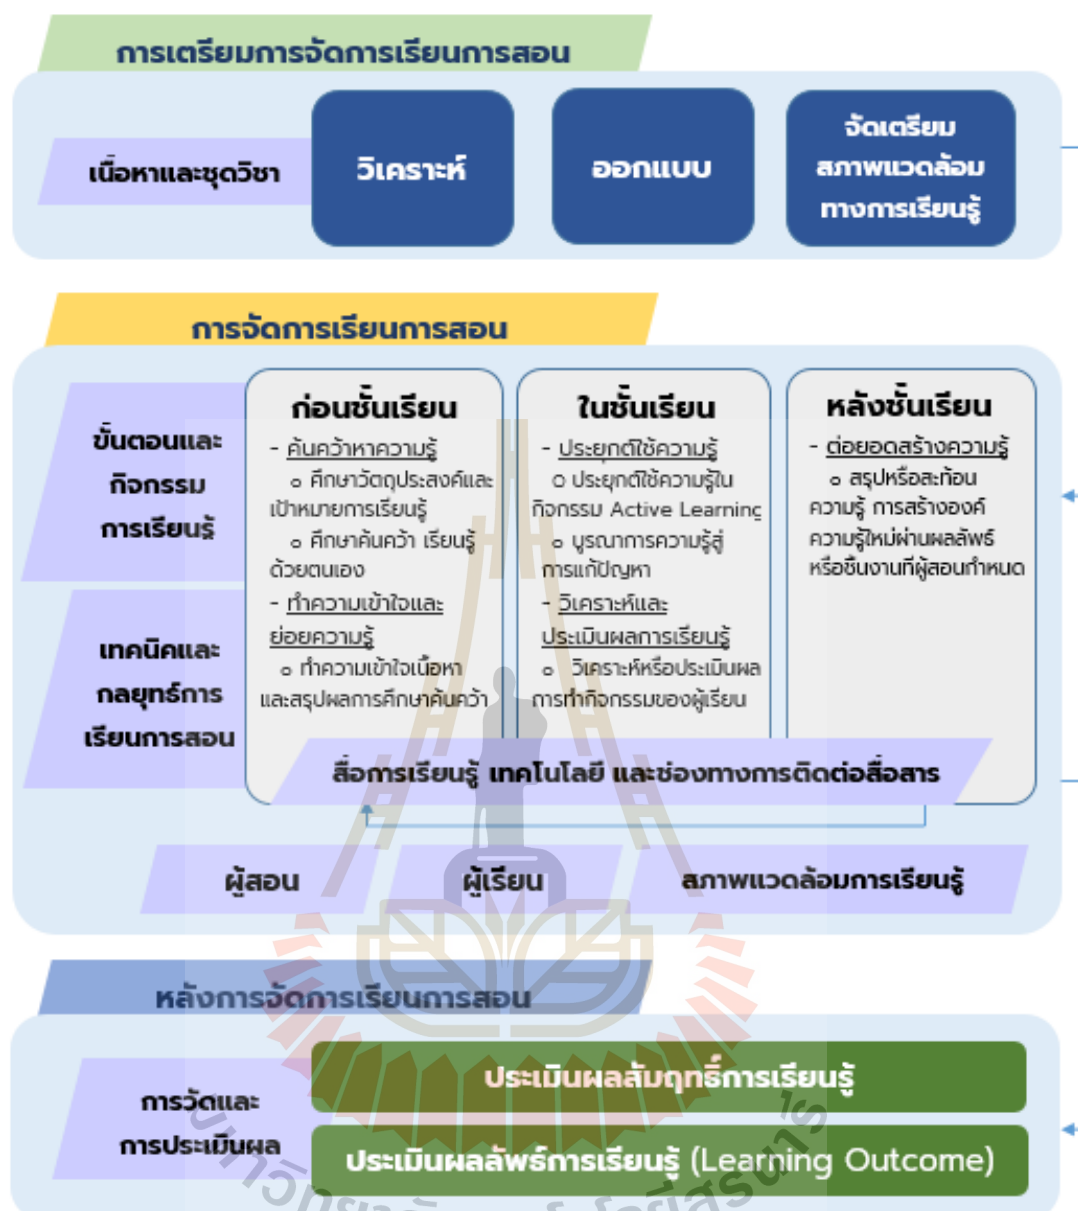 การเตรียมการจัดการเรียนการสอน
เนื้อหาและชุดวิชา
วิเคราะห์
ออกแบบ
จัดเตรียม
สภาพแวดล้อม
ทางการเรียนรู้
การจัดการเรียนการสอน
ขั้นตอนและ
กิจกรรม
การเรียนรู้
เทคนิคและ
กลยุทธ์การ
เรียนการสอน
ก่อนชั้นเรียน
- ค้นคว้าหาความรู้
o ศึกษาวัตถุประสงค์และ
เป้าหมายการเรียนรู้
o ศึกษาค้นคว้า เรียนรู้
ด้วยตนเอง
- ทำความเข้าใจและ
ย่อยความรู้
o ทำความเข้าใจเนื้อหา
และสรุปผลการศึกษาค้นคว้า
ในชั้นเรียน
- ประยุกต์ใช้ความรู้
O ประยุกต์ใช้ความรู้ใน
กิจกรรม Active Learning
o บูรณาการความรู้สู่
การแก้ปัญหา
- วิเคราะห์และ
ประเมินผลการเรียนรู้
o วิเคราะห์หรือประเมินผล
การทำกิจกรรมของผู้เรียน
หลังชั้นเรียน
- ต่อยอดสร้างความรู้
o สรุปหรือสะท้อน
ความรู้ การสร้างองค์
ความรู้ใหม่ผ่านผลลัพธ์
หรือชิ้นงานที่ผู้สอนกำหนด
สื่อการเรียนรู้ เทคโนโลยี และช่องทางการติดต่อสื่อสาร
ผู้สอน
ผู้เรียน
สภาพแวดล้อมการเรียนรู้
หลังการจัดการเรียนการสอน
การวัดและ
การประเมินผล
ประเมินผลสัมฤทธิ์การเรียนรู้
ประเมินผลลัพธ์การเรียนรู้ (Learning Outcome)